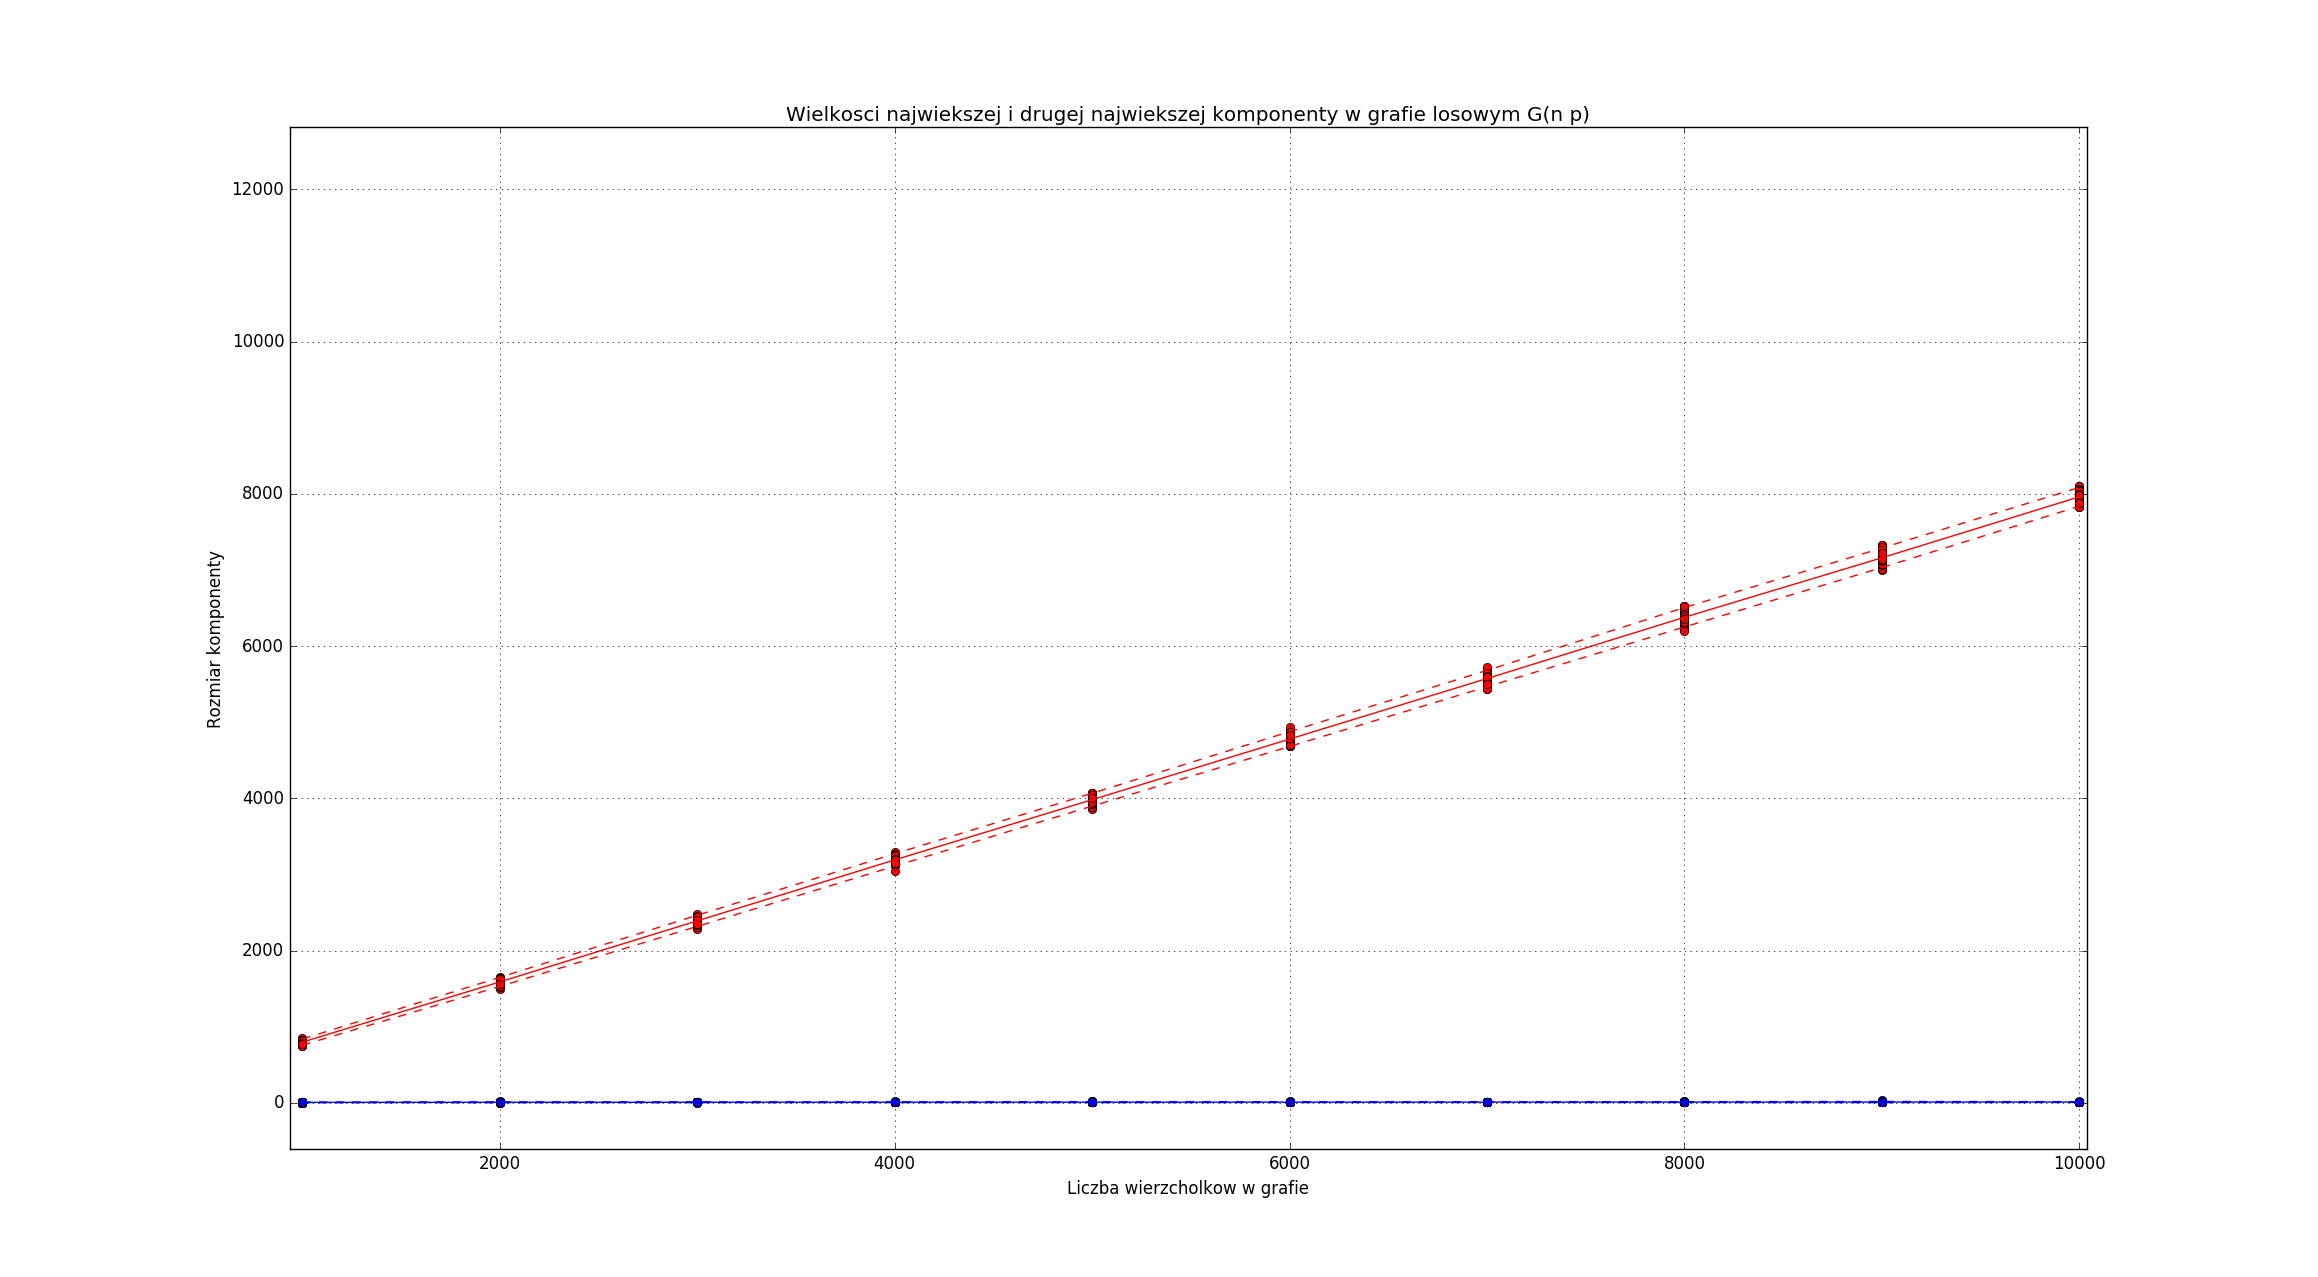 Wielkosci najwiekszej i drugej najwiekszej komponenty w grafie losowym G(n p)
12000
10000
8000
6000
4000
2000
0
Rozmiar komponenty
2000 4000 6000 8000 10000
Liczba wierzcholkow w grafie